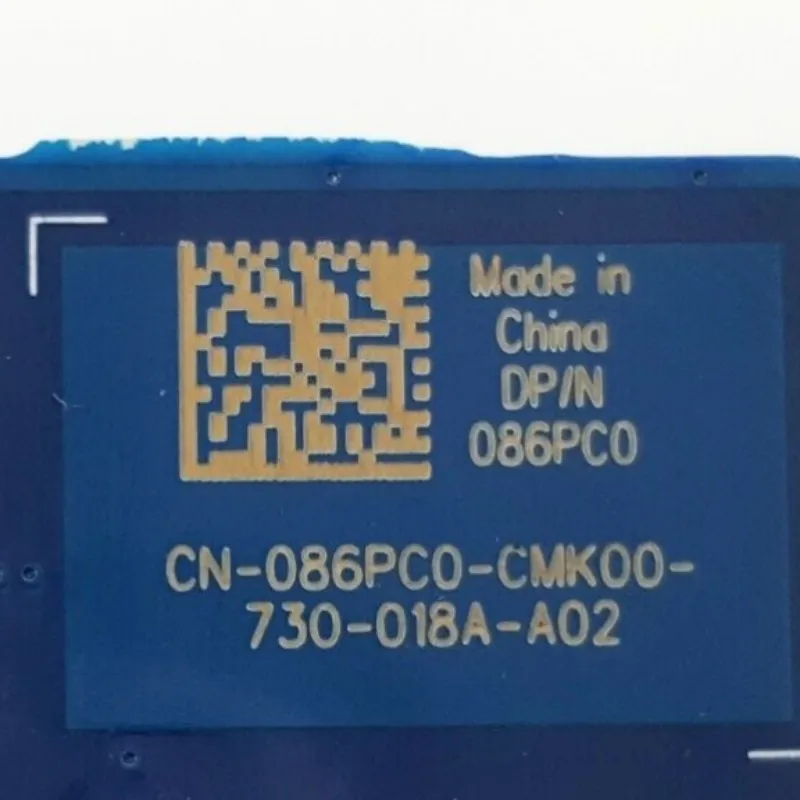 Made in
China
DP/N
086PC0
CN-086PC0-CMK00-
730-018A-A02